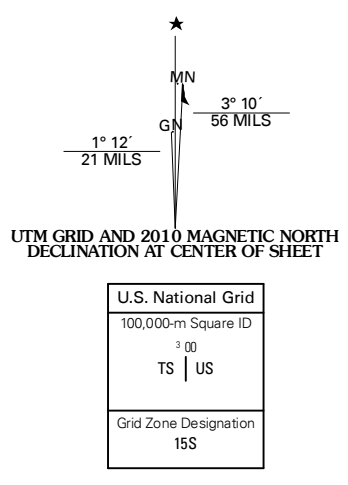 ★
MN
3° 10´
56 MILS
GN
1° 12´
21 MILS
UTM GRID AND 2010 MAGNETIC NORTH
DECLINATION AT CENTER OF SHEET
U.S. National Grid
100,000-m Square ID
3 00
TS | US
Grid Zone Designation
15S